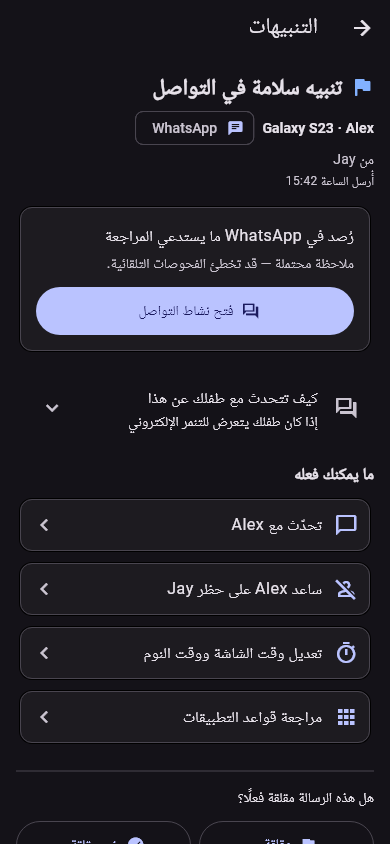 التنبيهات
تنبيه سلامة في التواصل
Galaxy S23 · Alex
WhatsApp
من Jay
أُرسل الساعة 15:42
رُصد في WhatsApp ما يستدعي المراجعة
ملاحظة محتملة — قد تخطئ الفحوصات التلقائية.
فتح نشاط التواصل
كيف تتحدث مع طفلك عن هذا
إذا كان طفلك يتعرض للتنمر الإلكتروني
ما يمكنك فعله
تحدّث مع Alex
ساعد Alex على حظر Jay
تعديل وقت الشاشة ووقت النوم
مراجعة قواعد التطبيقات
هل هذه الرسالة مقلقة فعلًا؟